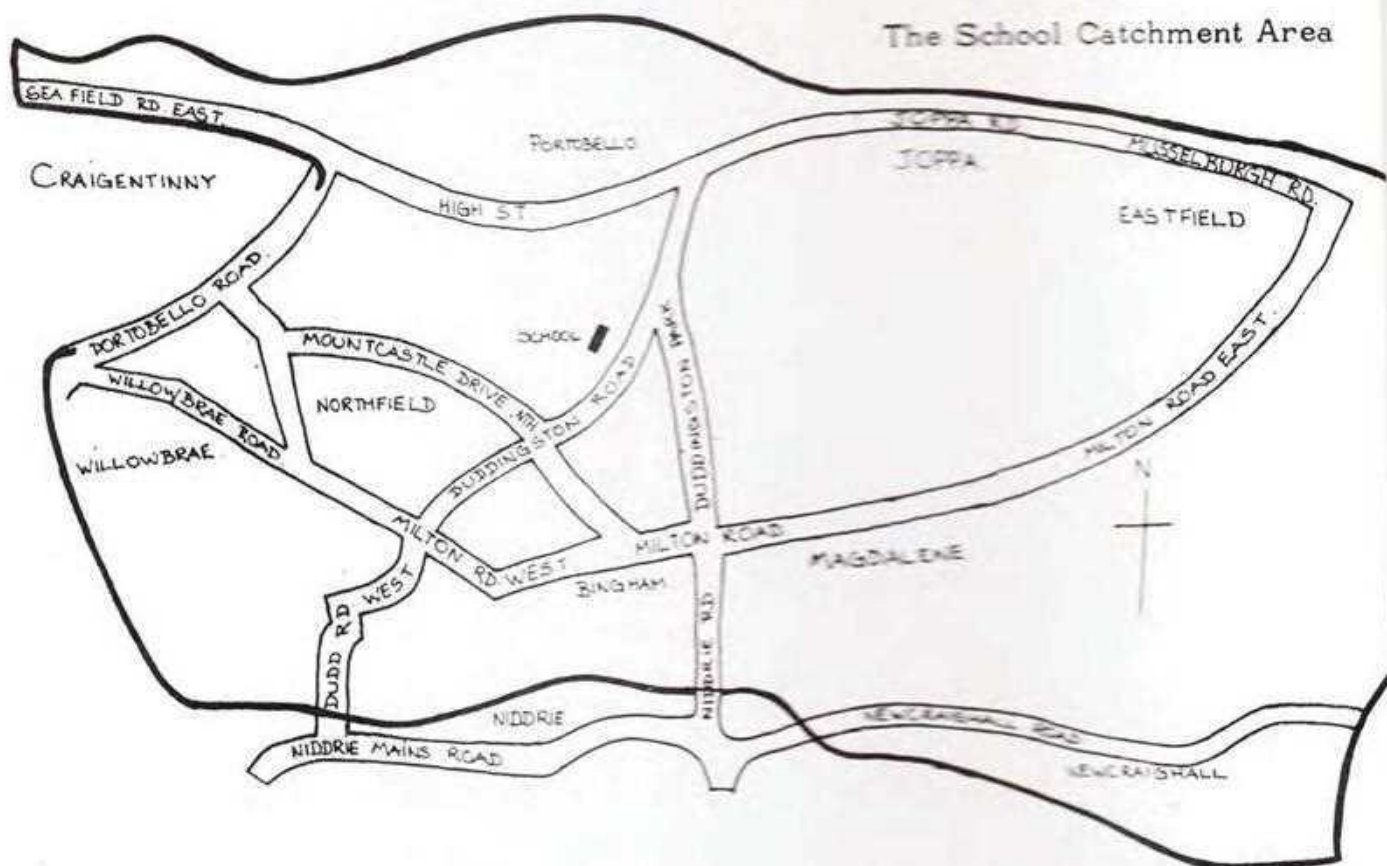 The School Catchment Area
SEAFIELD RD. EAST.
CRAIGENTINNY
PORTOBELLO
JOPPA RD.
JOPPA.
MUSSELBURGH RD.
EASTFIELD
HIGH ST.
PORTOBELLO ROAD.
SCHOOL
MOUNTCASTLE DRIVE NTH
NORTHFIELD
WILLOWBRAE ROAD.
WILLOWBRAE
DUDDINGSTON ROAD
DUDDINGSTON PARK
MILTON ROAD EAST.
N
MILTON RD. WEST
MILTON ROAD
BINGHAM
MAGDALENE
DUDD RD WEST
NIDDRIE RD.
NIDDRIE
NIDDRIE MAINS ROAD
NEWCRAIGHALL ROAD
NEWCRAIGHALL